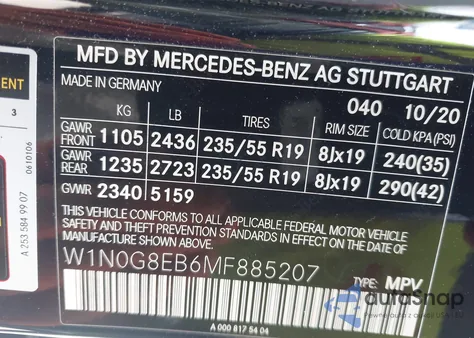 MFD BY MERCEDES-BENZ AG STUTTGART
MADE IN GERMANY 040 10/20
KG LB TIRES RIM SIZE COLD KPA(PSI)
GAWR FRONT 1105 2436 235/55 R19 8Jx19 240(35)
GAWR REAR 1235 2723 235/55 R19 8Jx19 290(42)
GVWR 2340 5159
THIS VEHICLE CONFORMS TO ALL APPLICABLE FEDERAL MOTOR VEHICLE
SAFETY AND THEFT PREVENTION STANDARDS IN EFFECT ON THE DATE OF
MANUFACTURE SHOWN ABOVE
W1N0G8EB6MF885207
TYPE: MPV
A 000 817 54 04
ENT
3
0610106
A 253 584 99 07
auraSnap